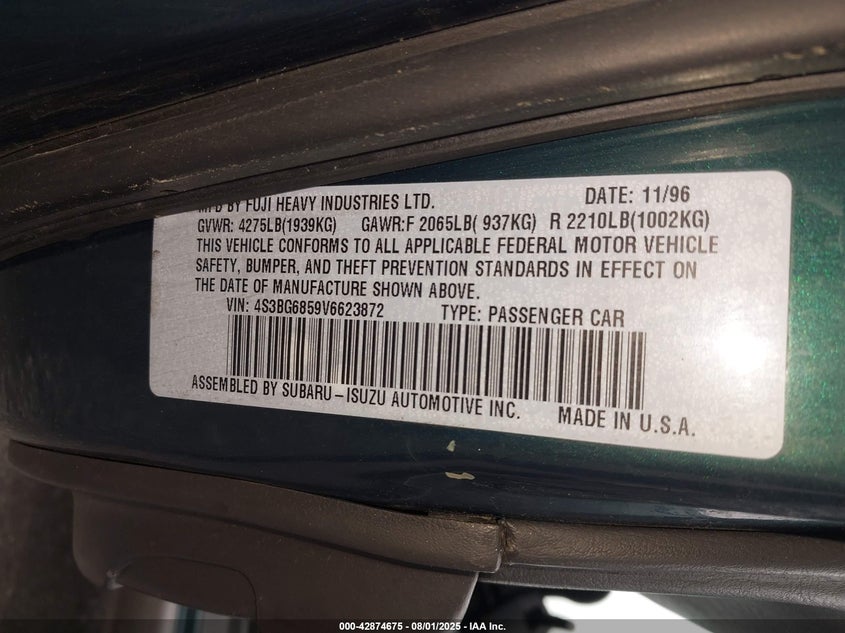 MFD BY FUJI HEAVY INDUSTRIES LTD. DATE: 11/96
GVWR: 4275LB(1939KG) GAWR:F 2065LB( 937KG) R 2210LB(1002KG)
THIS VEHICLE CONFORMS TO ALL APPLICABLE FEDERAL MOTOR VEHICLE
SAFETY, BUMPER, AND THEFT PREVENTION STANDARDS IN EFFECT ON
THE DATE OF MANUFACTURE SHOWN ABOVE.
VIN: 4S3BG6859V6623872 TYPE: PASSENGER CAR
ASSEMBLED BY SUBARU-ISUZU AUTOMOTIVE INC. MADE IN U.S.A.
000-42874675 - 08/01/2025 - IAA Inc.